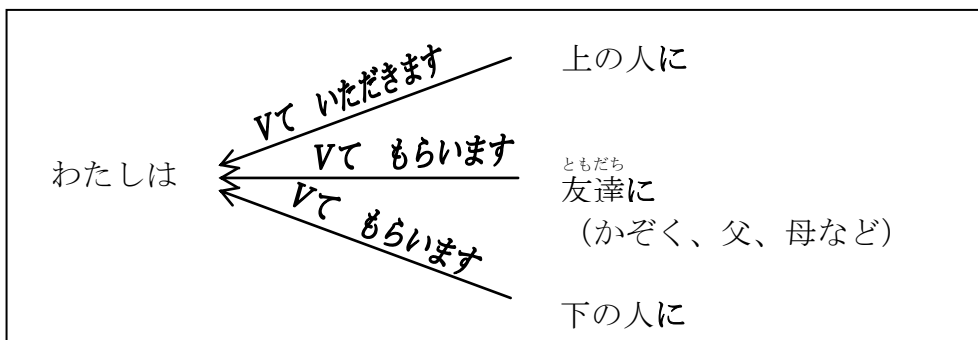 上の人に
Vて いただきます
Vて もらいます
わたしは
ともだち
友達に
Vて もらいます
（かぞく、父、母など）
下の人に